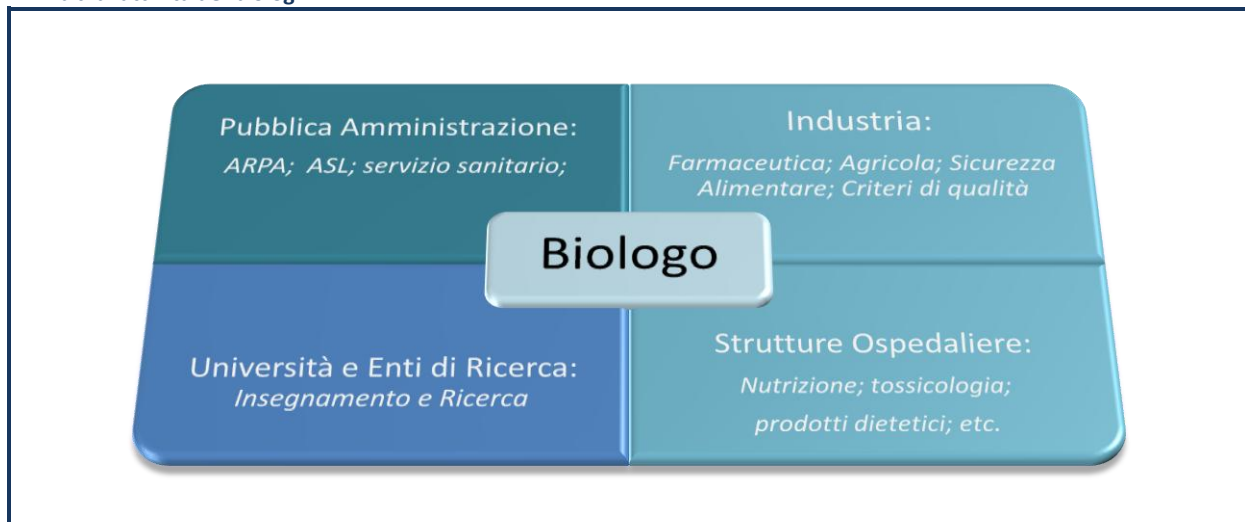 Pubblica Amministrazione:
ARPA; ASL; servizio sanitario;
Industria:
Farmaceutica; Agricola; Sicurezza
Alimentare; Criteri di qualità
Biologo
Università e Enti di Ricerca:
Insegnamento e Ricerca
Strutture Ospedaliere:
Nutrizione; tossicologia;
prodotti dietetici; etc.